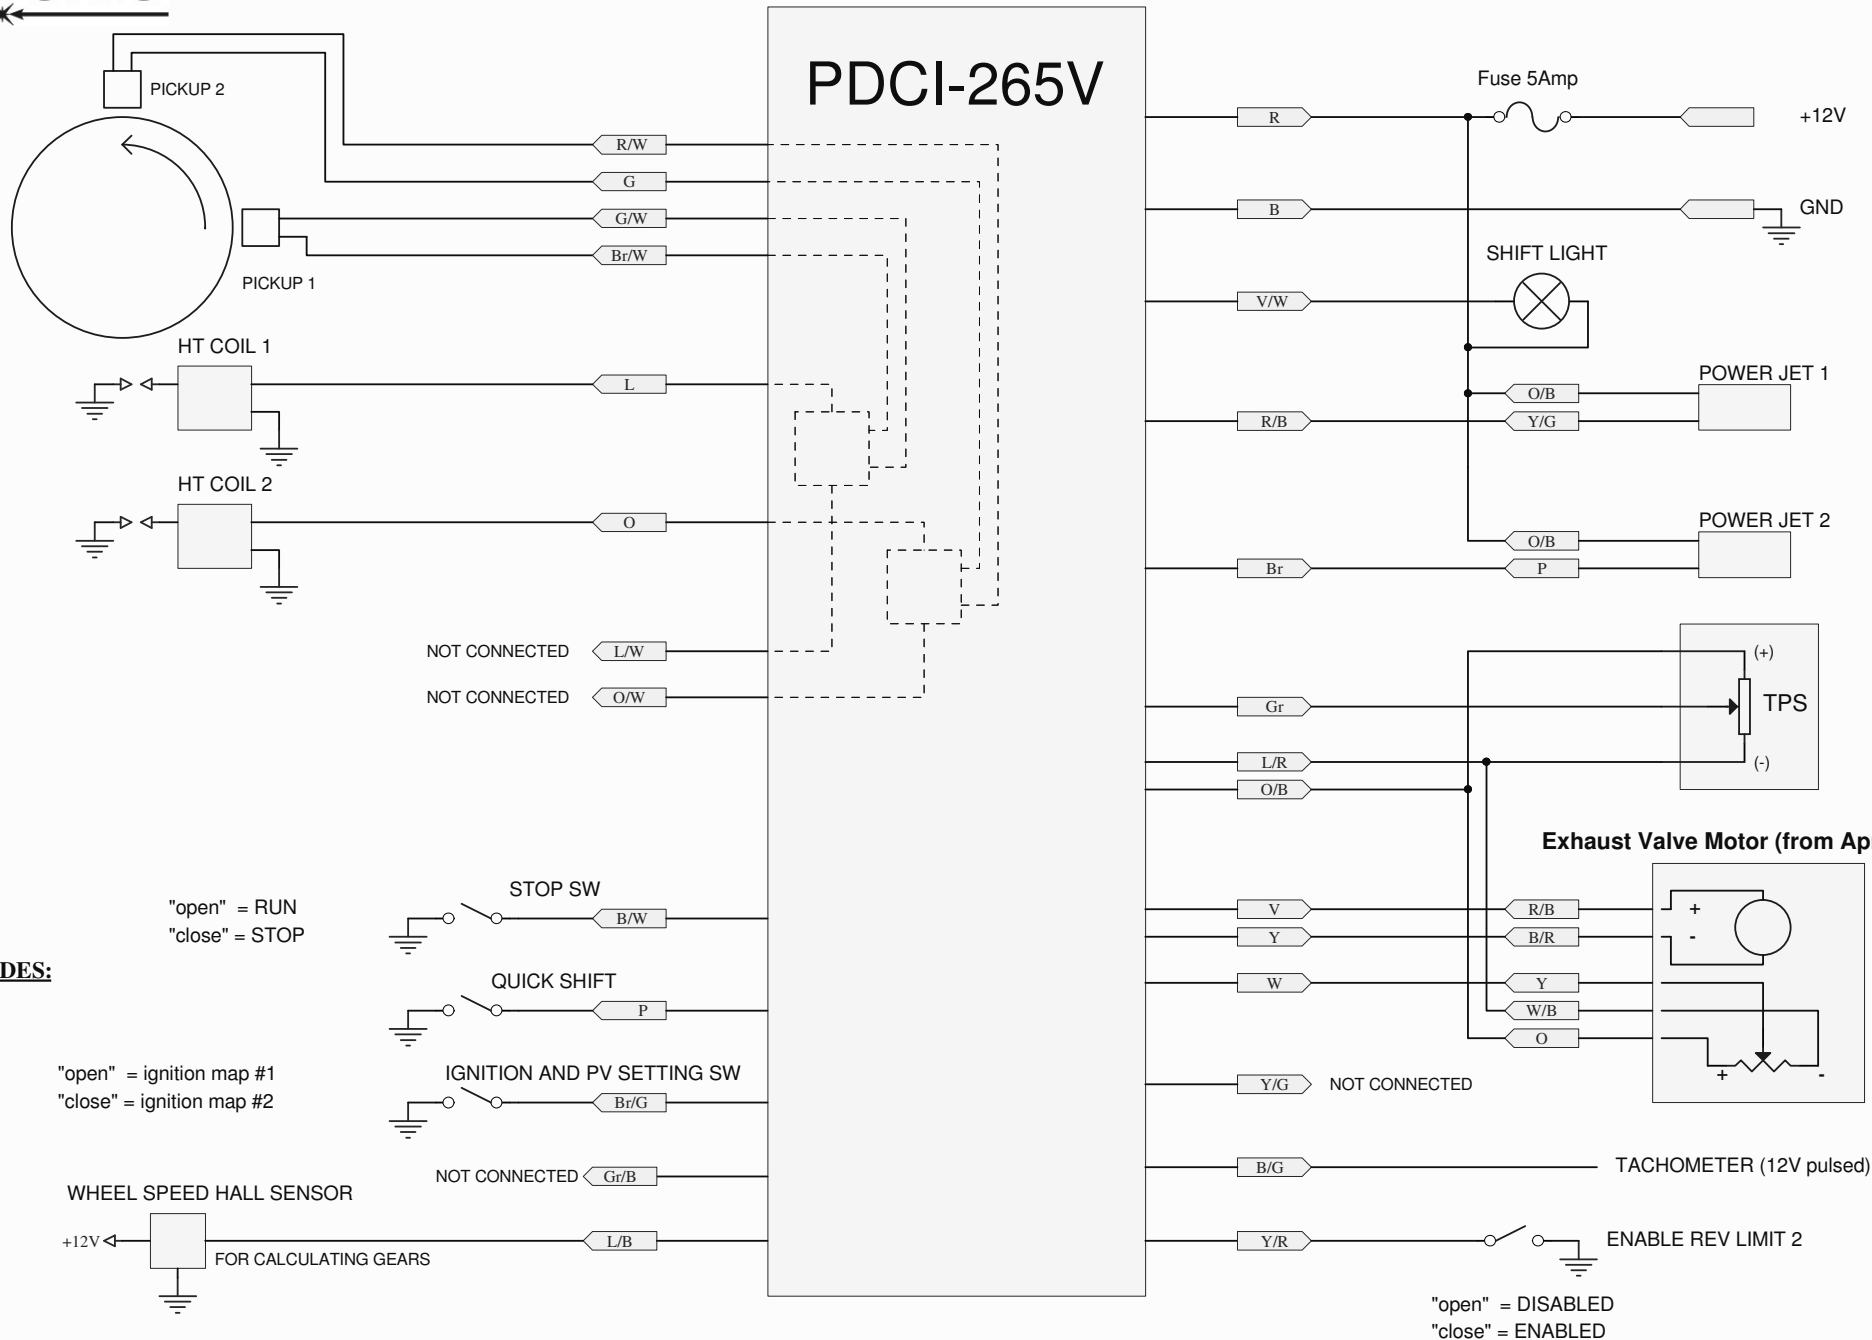 PDCI-265V
PICKUP 2
R/W
G
G/W
Br/W
PICKUP 1
HT COIL 1
L
HT COIL 2
O
NOT CONNECTED
L/W
NOT CONNECTED
O/W
STOP SW
"open" = RUN
"close" = STOP
B/W
DES:
QUICK SHIFT
P
IGNITION AND PV SETTING SW
"open" = ignition map #1
"close" = ignition map #2
Br/G
NOT CONNECTED
Gr/B
WHEEL SPEED HALL SENSOR
+12V
L/B
FOR CALCULATING GEARS
Fuse 5Amp
R
+12V
B
GND
SHIFT LIGHT
V/W
POWER JET 1
O/B
R/B
Y/G
POWER JET 2
O/B
Br
P
(+)
Gr
TPS
L/R
(-)
O/B
Exhaust Valve Motor (from Ap
V
R/B
+
Y
B/R
-
W
Y
W/B
O
+
-
Y/G
NOT CONNECTED
B/G
TACHOMETER (12V pulsed)
Y/R
ENABLE REV LIMIT 2
"open" = DISABLED
"close" = ENABLED